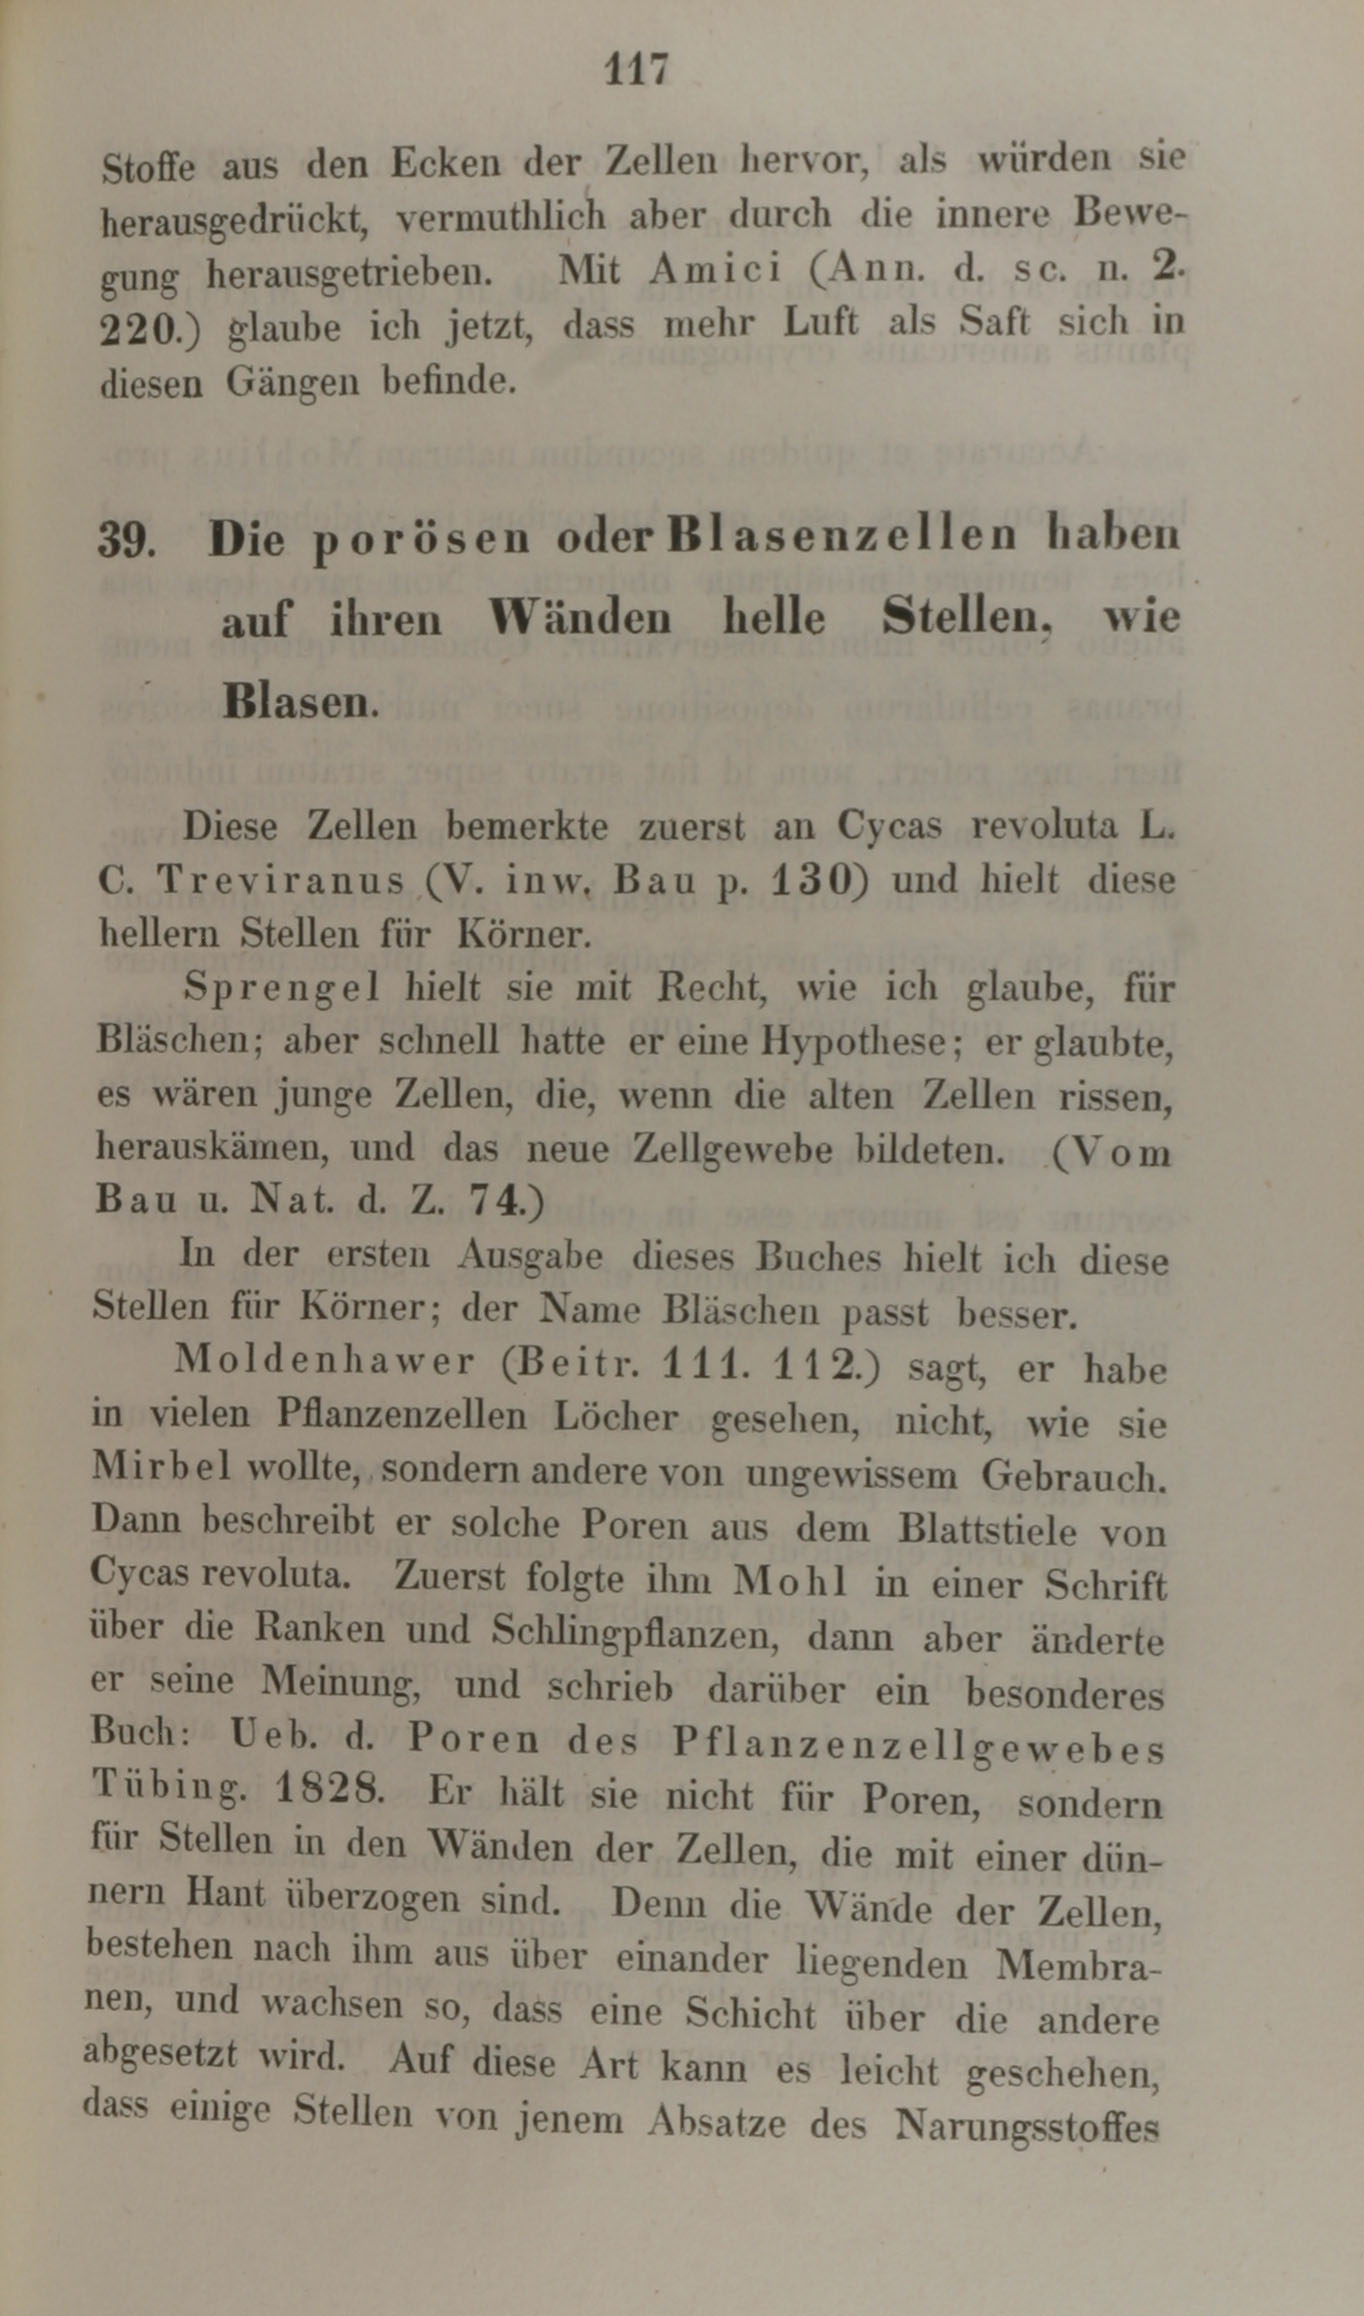 117
Stoffe aus den Ecken der Zellen hervor, als würden sie
herausgedrückt, vermuthlich aber durch die innere Bewe-
gung herausgetrieben. Mit Amici (Ann. d. sc. n. 2.
220.) glaube ich jetzt, dass mehr Luft als Saft sich in
diesen Gängen befinde.
39. Die porösen oder Blasenzellen haben
auf ihren Wänden helle Stellen, wie
Blasen.
Diese Zellen bemerkte zuerst an Cycas revoluta L.
C. Treviranus (V. inw. Bau p. 130) und hielt diese
hellern Stellen für Körner.
Sprengel hielt sie mit Recht, wie ich glaube, für
Bläschen; aber schnell hatte er eine Hypothese; er glaubte,
es wären junge Zellen, die, wenn die alten Zellen rissen,
herauskämen, und das neue Zellgewebe bildeten. (Vom
Bau u. Nat. d. Z. 74.)
In der ersten Ausgabe dieses Buches hielt ich diese
Stellen für Körner; der Name Bläschen passt besser.
Moldenhawer (Beitr. 111. 112.) sagt, er habe
in vielen Pflanzenzellen Löcher gesehen, nicht, wie sie
Mirbel wollte, sondern andere von ungewissem Gebrauch.
Dann beschreibt er solche Poren aus dem Blattstiele von
Cycas revoluta. Zuerst folgte ihm Mohl in einer Schrift
über die Ranken und Schlingpflanzen, dann aber änderte
er seine Meinung, und schrieb darüber ein besonderes
Buch: Ueb. d. Poren des Pflanzenzellgewebes
Tübing. 1828. Er hält sie nicht für Poren, sondern
für Stellen in den Wänden der Zellen, die mit einer dün-
nern Hant überzogen sind. Denn die Wände der Zellen,
bestehen nach ihm aus über einander liegenden Membra-
nen, und wachsen so, dass eine Schicht über die andere
abgesetzt wird. Auf diese Art kann es leicht geschehen,
dass einige Stellen von jenem Absatze des Narungsstoffes